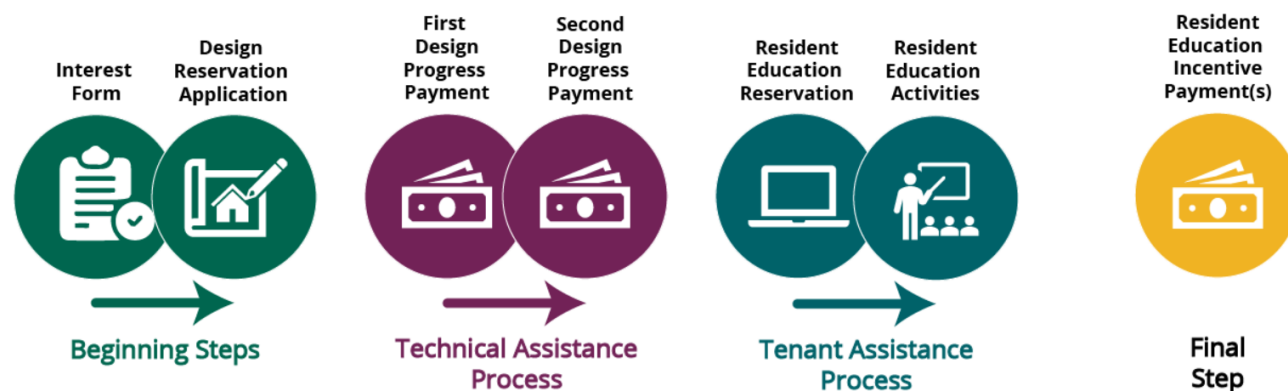 Interest
Form
Design
Reservation
Application
First
Design
Progress
Payment
Second
Design
Progress
Payment
Resident
Education
Reservation
Resident
Education
Activities
Resident
Education
Incentive
Payment(s)
Beginning Steps
Technical Assistance
Process
Tenant Assistance
Process
Final
Step